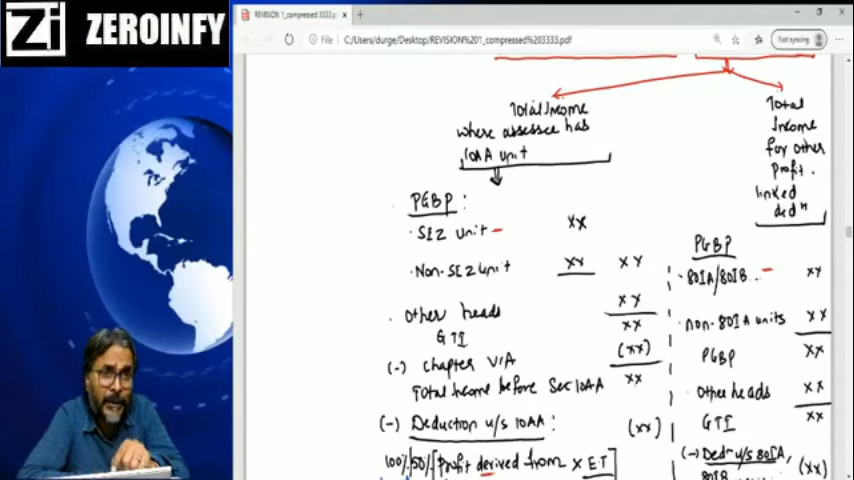 Zi ZEROINFY
REVISION 1_compressed 3333.pdf
File | C:/Users/durge/Desktop/REVISION%201_compressed%203333.pdf
Not syncing
Total Income
where assessee has
10AA unit
PGBP :
· SEZ unit - XX
· Non-SEZ unit XX XY
· Other heads XY
GTI XX
(-) Chapter VIA (XX)
Total Income before Sec 10AA XX
(-) Deduction u/s 10AA : (XX)
100%/50% [Profit derived from X E.T]
Total
Income
for other
profit.
linked
dedn
PGBP
· 80IA/80IB... - XY
· non-80IA units XX
PGBP XX
Other heads XX
GTI XX
(-) Dedn u/s 80IA,
80IB (XX)